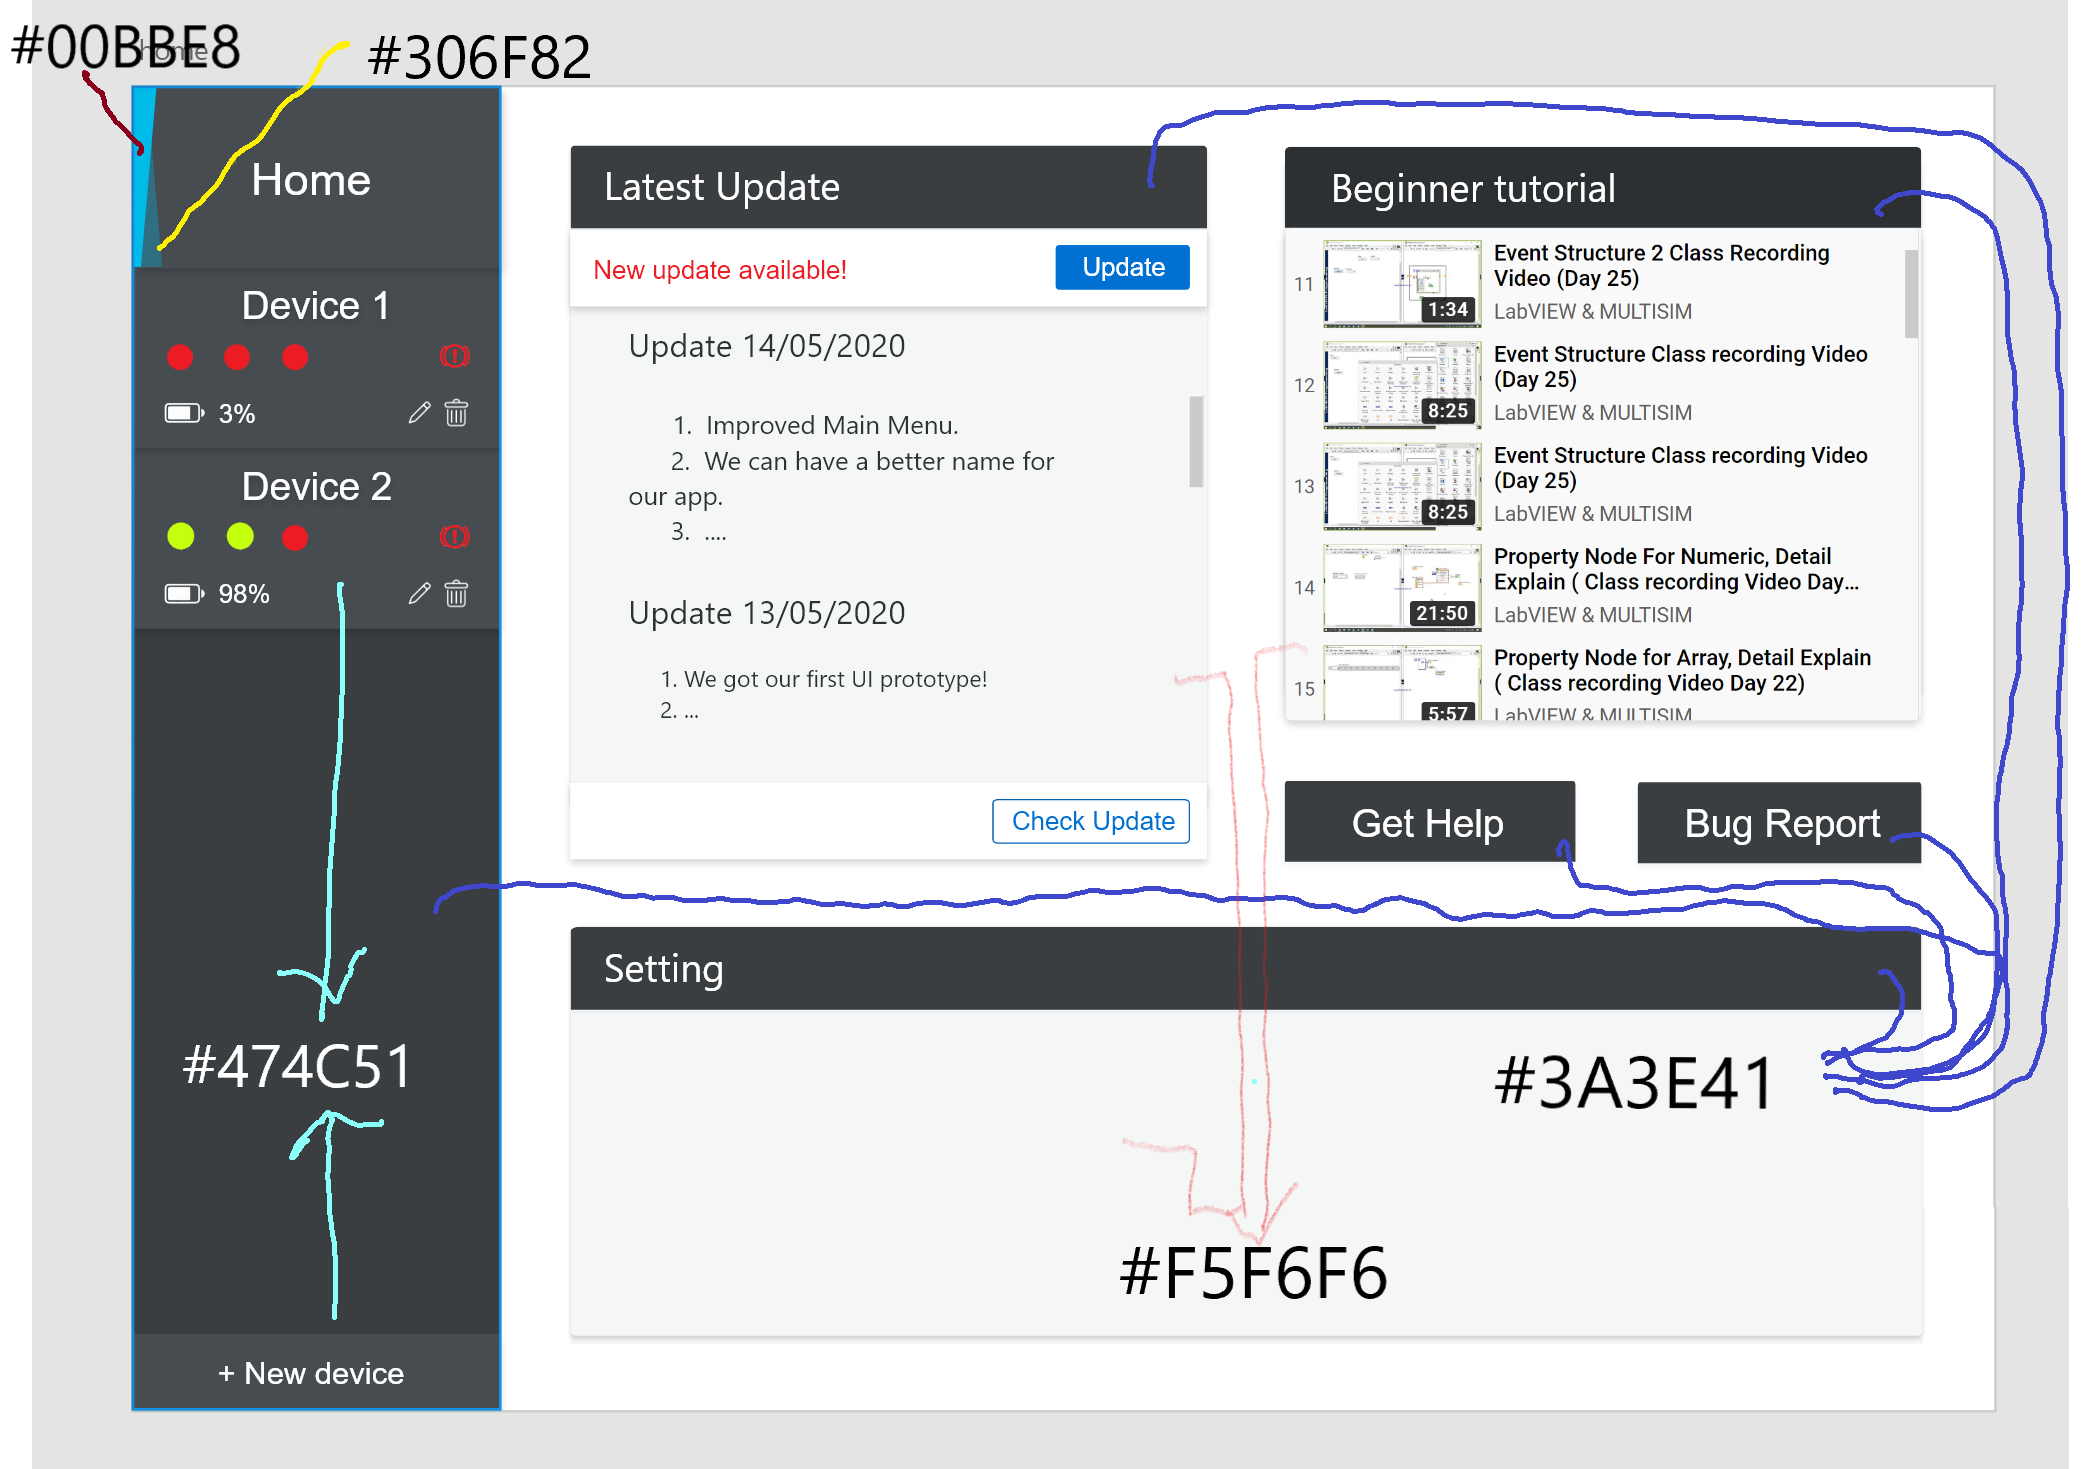 #00BBE8
home
#306F82
Home
Device 1
3%
Device 2
98%
#474C51
+ New device
Latest Update
New update available!
Update
Update 14/05/2020
1. Improved Main Menu.
2. We can have a better name for
our app.
3. ....
Update 13/05/2020
1. We got our first UI prototype!
2. ...
Check Update
Beginner tutorial
11
1:34
Event Structure 2 Class Recording
Video (Day 25)
LabVIEW & MULTISIM
12
8:25
Event Structure Class recording Video
(Day 25)
LabVIEW & MULTISIM
13
8:25
Event Structure Class recording Video
(Day 25)
LabVIEW & MULTISIM
14
21:50
Property Node For Numeric, Detail
Explain ( Class recording Video Day...
LabVIEW & MULTISIM
15
5:57
Property Node for Array, Detail Explain
( Class recording Video Day 22)
LabVIEW & MULTISIM
Get Help
Bug Report
Setting
#3A3E41
#F5F6F6